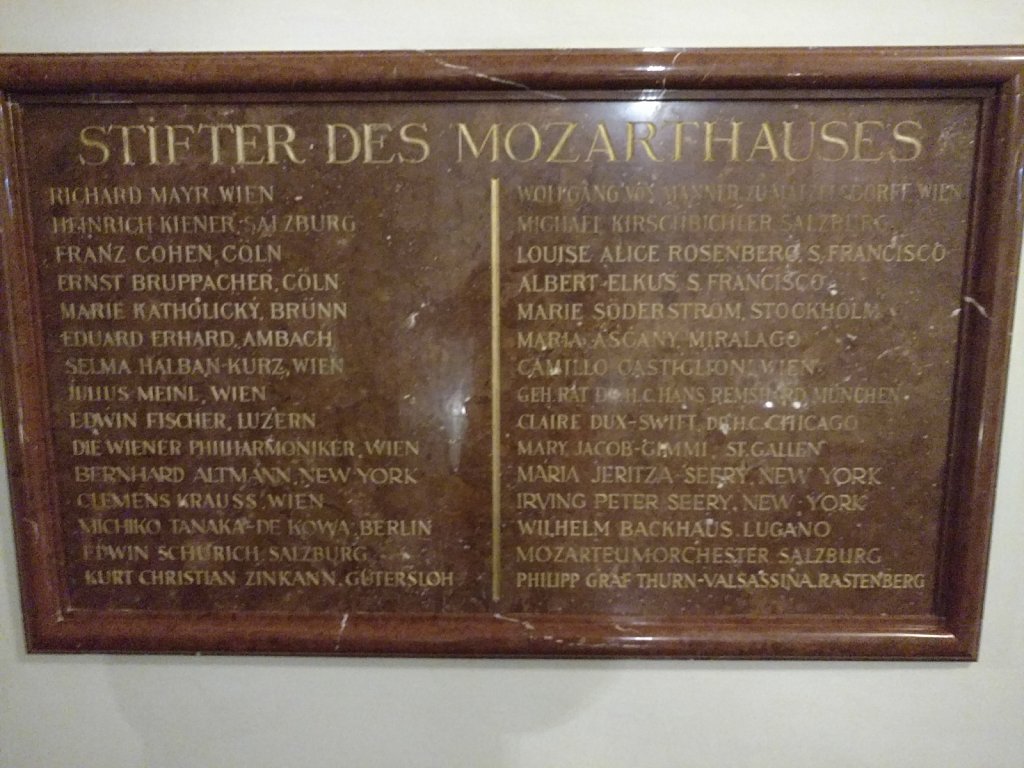 STIFTER DES MOZARTHAUSES
RICHARD MAYR, WIEN
HEINRICH KIENER, SALZBURG
FRANZ COHEN, CÖLN
ERNST BRUPPACHER, CÖLN
MARIE KATHOLICKÝ, BRÜNN
EDUARD ERHARD, AMBACH
SELMA HALBAN-KURZ, WIEN
JULIUS MEINL, WIEN
EDWIN FISCHER, LUZERN
DIE WIENER PHILHARMONIKER, WIEN
BERNHARD ALTMANN, NEW YORK
CLEMENS KRAUSS, WIEN
MICHIKO TANAKA-DE KOWA, BERLIN
EDWIN SCHURICH SALZBURG
KURT CHRISTIAN ZINKANN, GÜTERSLOH
WOLFGANG VON WIEN
MICHAEL KIRSCHBICHLER, SALZBURG
LOUISE ALICE ROSENBERG, S. FRANCISCO
ALBERT ELKUS, S. FRANCISCO
MARIE SÖDERSTROM, STOCKHOLM
MARIA ASCANY, MIRALAGO
CAMILLO CASTIGLIONI, WIEN
GEH. RAT DR. H.C. HANS REMSHARD MÜNCHEN
CLAIRE DUX-SWIFT, DR.H.C. CHICAGO
MARY JACOB-GIMMI, ST. GALLEN
MARIA JERITZA-SEERY, NEW YORK
IRVING PETER SEERY, NEW YORK
WILHELM BACKHAUS, LUGANO
MOZARTEUMORCHESTER SALZBURG
PHILIPP GRAF THURN-VALSASSINA, RASTENBERG